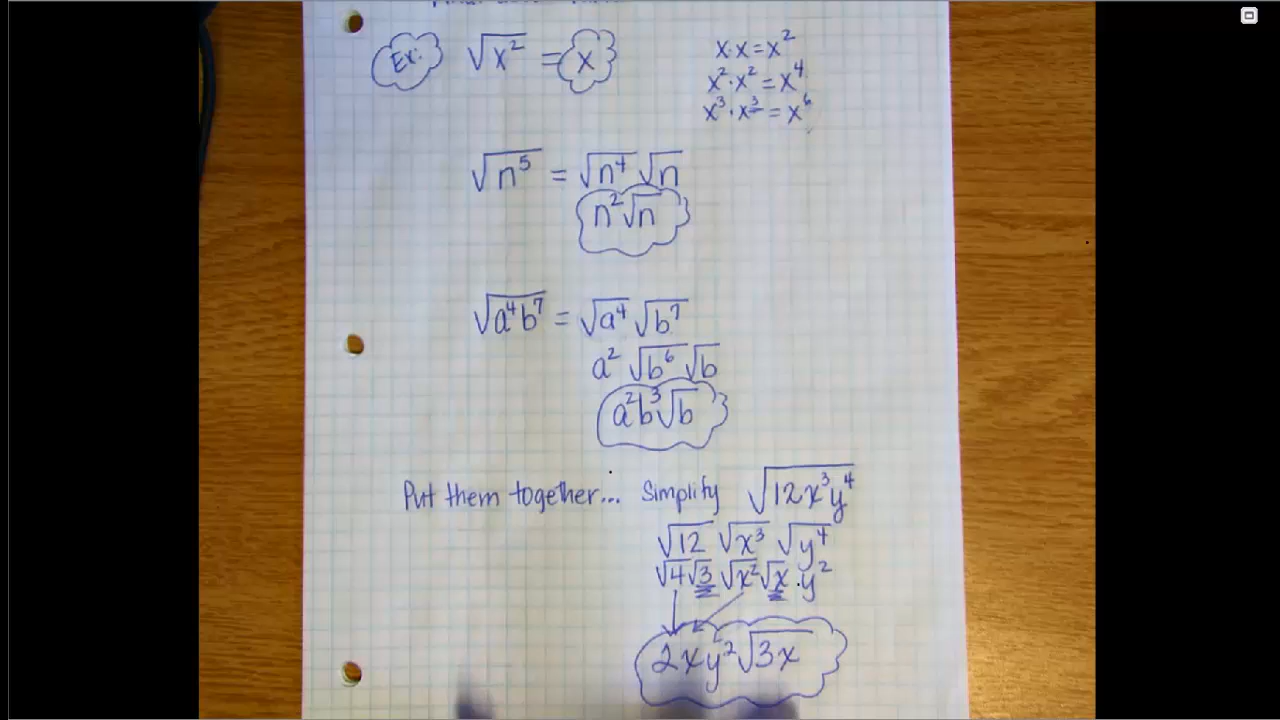 Ex: √x² = x
x·x = x²
x²·x² = x⁴
x³·x³ = x⁶
√n⁵ = √n⁴ √n
n²√n
√a⁴b⁷ = √a⁴ √b⁷
a² √b⁶ √b
a²b³√b
Put them together... Simplify √12x³y⁴
√12 √x³ √y⁴
√4√3 √x²√x · y²
2xy²√3x